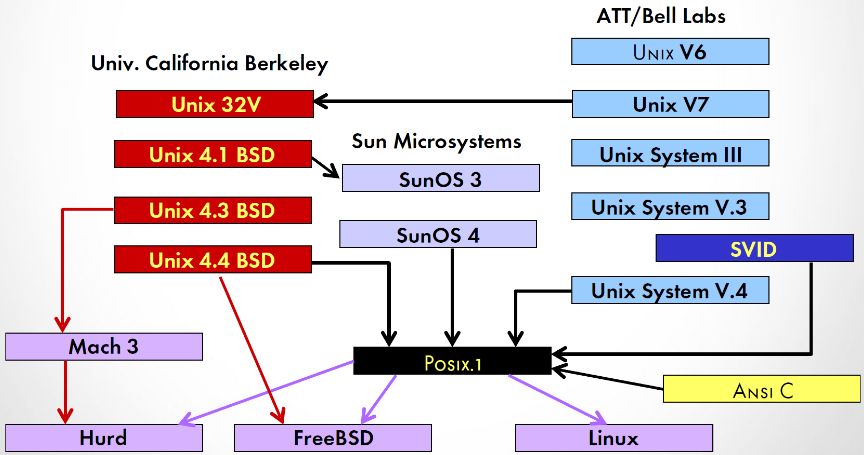 ATT/Bell Labs
UNIX V6
Univ. California Berkeley
Unix 32V
Unix V7
Sun Microsystems
Unix 4.1 BSD
Unix System III
SunOS 3
Unix 4.3 BSD
Unix System V.3
SunOS 4
SVID
Unix 4.4 BSD
Unix System V.4
Mach 3
POSIX.1
ANSI C
Hurd
FreeBSD
Linux